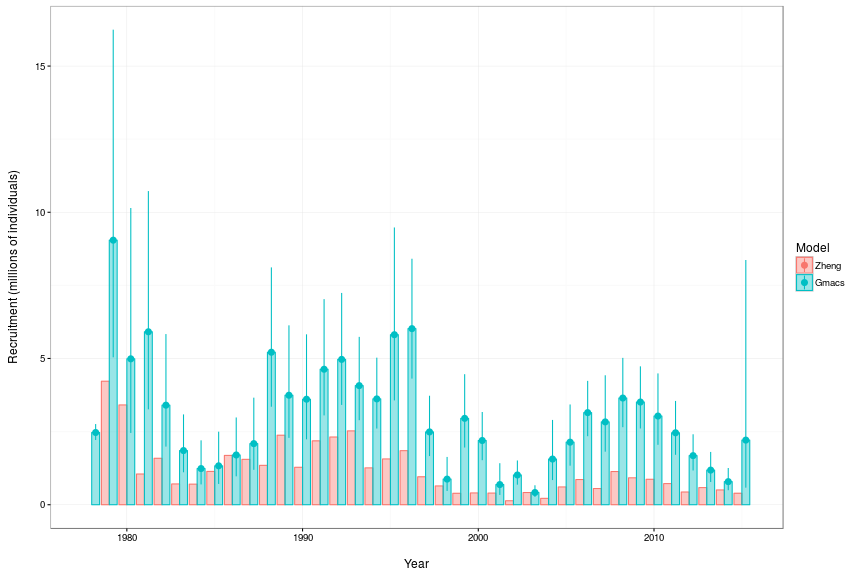 Recruitment (millions of individuals)
15
10
5
0
1980
1990
2000
2010
Year
Model
Zheng
Gmacs